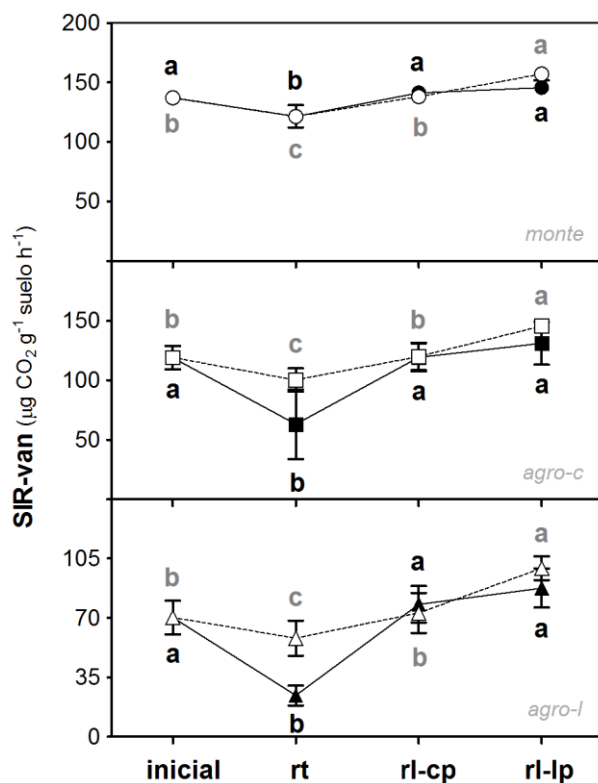 200
150
100
50
a
b
a
a
b
c
b
a
monte
SIR-van (µg CO₂ g⁻¹ suelo h⁻¹)
150
100
50
b
c
b
a
a
b
a
a
agro-c
105
70
35
0
b
c
a
a
a
b
b
a
agro-l
inicial rt rl-cp rl-lp